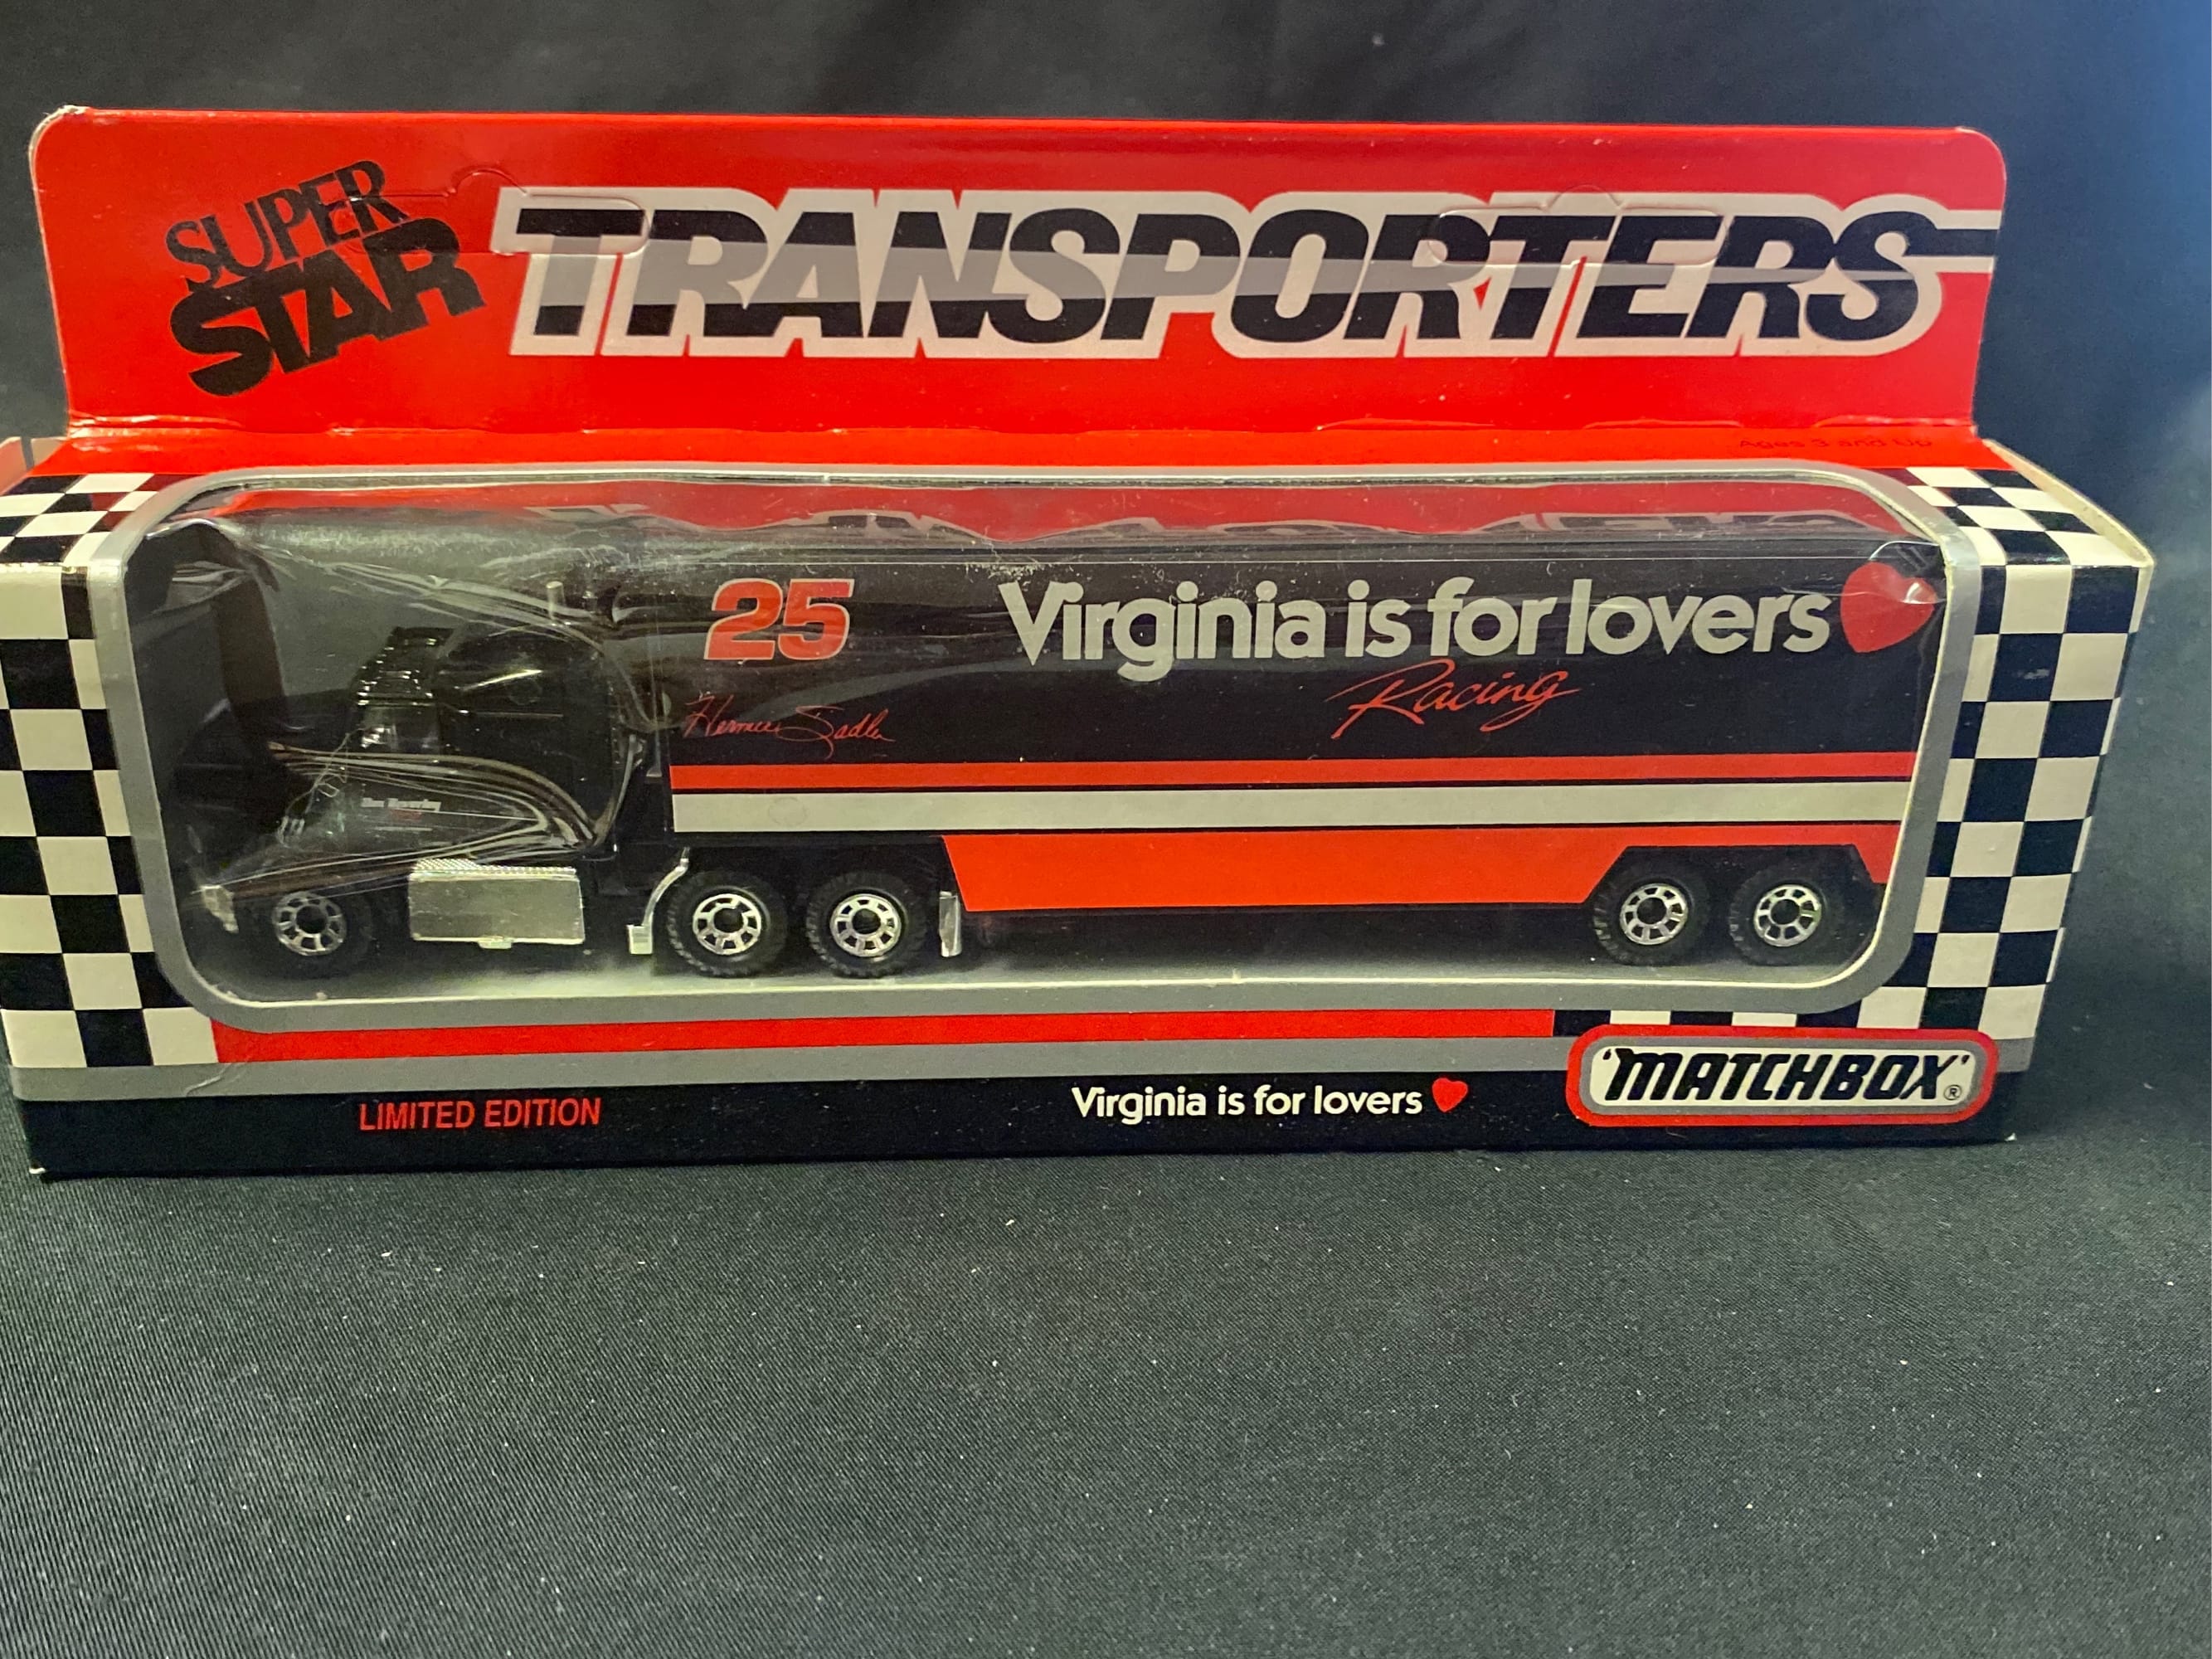 SUPER
STAR
TRANSPORTERS
Ages 3 and Up
25
Virginia is for lovers
Racing
Hermie Sadler
LIMITED EDITION
Virginia is for lovers
'MATCHBOX'®